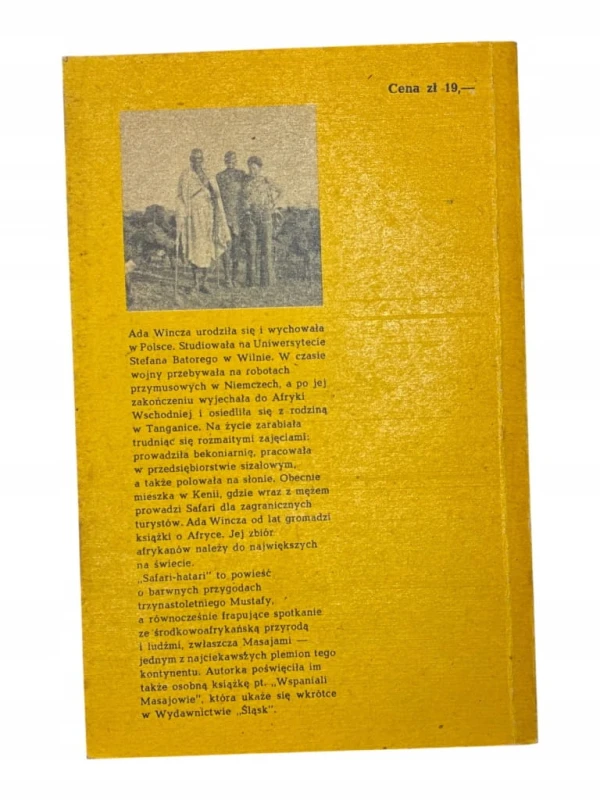 Cena zł 19,—
Ada Wincza urodziła się i wychowała
w Polsce. Studiowała na Uniwersytecie
Stefana Batorego w Wilnie. W czasie
wojny przebywała na robotach
przymusowych w Niemczech, a po jej
zakończeniu wyjechała do Afryki
Wschodniej i osiedliła się z rodziną
w Tanganice. Na życie zarabiała
trudniąc się rozmaitymi zajęciami:
prowadziła bekoniarnię, pracowała
w przedsiębiorstwie sizalowym,
a także polowała na słonie. Obecnie
mieszka w Kenii, gdzie wraz z mężem
prowadzi Safari dla zagranicznych
turystów. Ada Wincza od lat gromadzi
książki o Afryce. Jej zbiór
afrykanów należy do największych
na świecie.
„Safari-hatari" to powieść
o barwnych przygodach
trzynastoletniego Mustafy,
a równocześnie frapujące spotkanie
ze środkowoafrykańską przyrodą
i ludźmi, zwłaszcza Masajami —
jednym z najciekawszych plemion tego
kontynentu. Autorka poświęciła im
także osobną książkę pt. „Wspaniali
Masajowie", która ukaże się wkrótce
w Wydawnictwie „Śląsk".